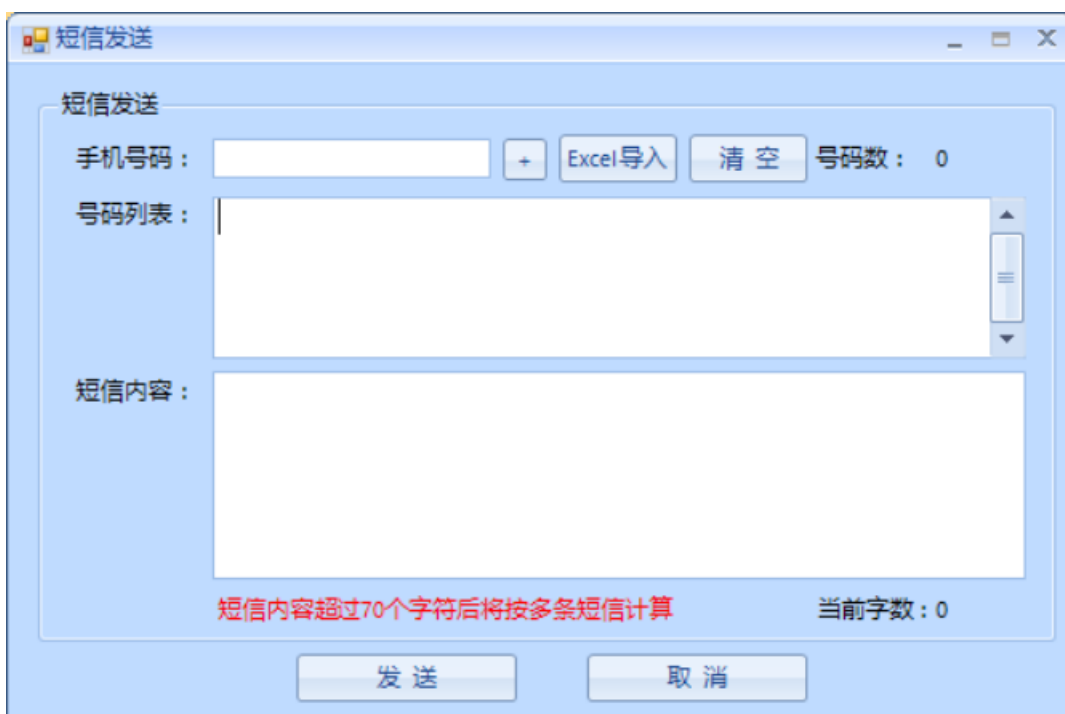 短信发送
短信发送
手机号码： + Excel导入 清 空 号码数： 0
号码列表：
短信内容：
短信内容超过70个字符后将按多条短信计算 当前字数：0
发 送 取 消